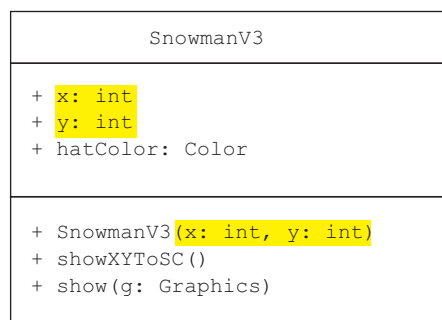 SnowmanV3
+ x: int
+ y: int
+ hatColor: Color
+ SnowmanV3(x: int, y: int)
+ showXYToSC()
+ show(g: Graphics)